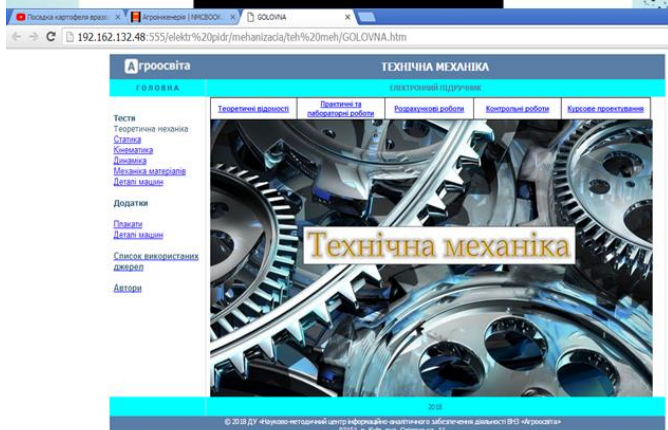 Посадка картофеля вразв
Агроінженерія | NMCBOOK
GOLOVNA
192.162.132.48:555/elektr%20pidr/mehanizacia/teh%20meh/GOLOVNA.htm
Агроосвіта
ТЕХНІЧНА МЕХАНІКА
ГОЛОВНА
ЕЛЕКТРОННИЙ ПІДРУЧНИК
Теоретичні відомості
Практичні та
лабораторні роботи
Розрахункові роботи
Контрольні роботи
Курсове проектування
Тести
Теоретична механіка
Статика
Кінематика
Динаміка
Механіка матеріалів
Деталі машин
Додатки
Плакати
Деталі машин
Список використаних
джерел
Автори
Технічна механіка
2018
© 2018 ДУ «Науково-методичний центр інформаційно-аналітичного забезпечення діяльності ВНЗ «Агроосвіта»